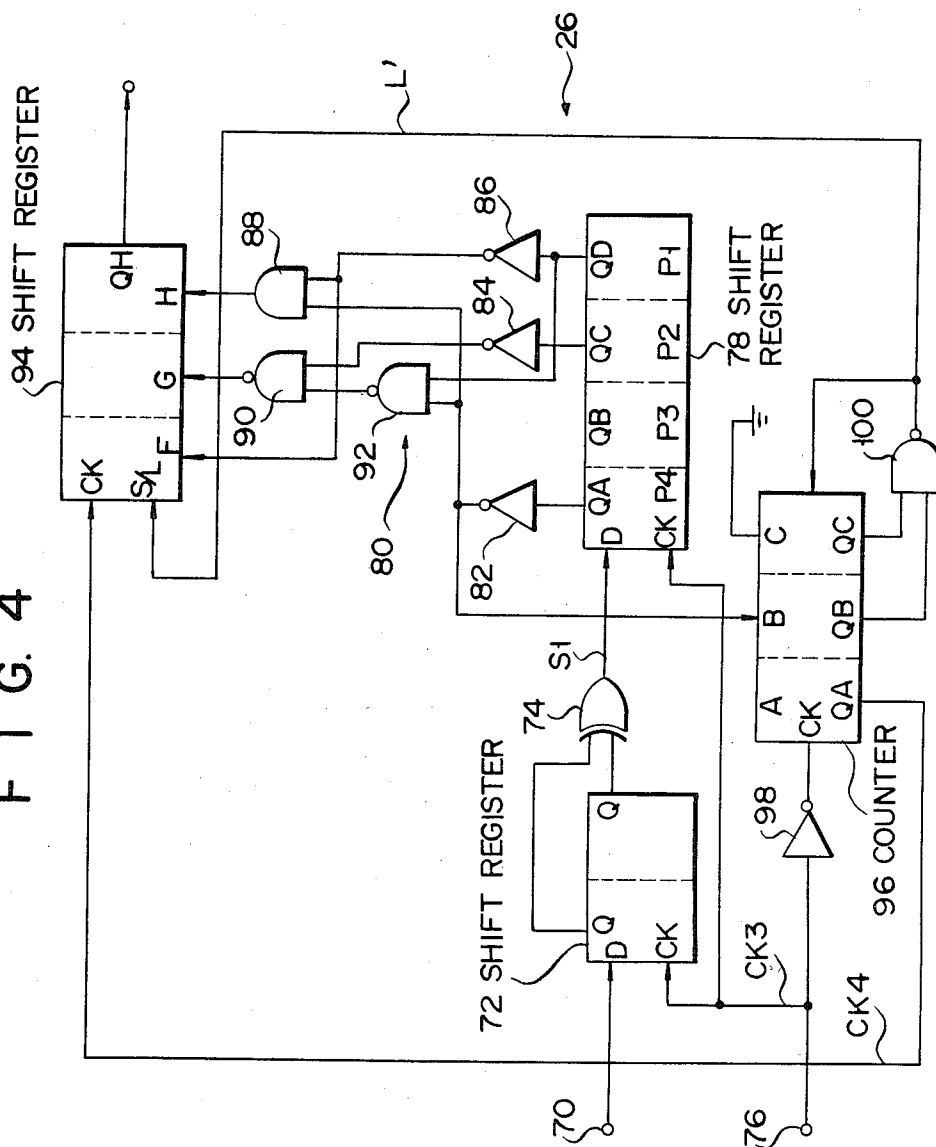 F I G. 4
94 SHIFT REGISTER
CK
S/L
F
G
H
QH
L'
26
88
90
92
80
82
84
86
QA
QB
QC
QD
D
CK
P4
P3
P2
P1
78 SHIFT
REGISTER
74
S1
72 SHIFT REGISTER
D
Q
Q
CK
70
76
CK3
CK4
98
96 COUNTER
A
B
C
CK
QA
QB
QC
100